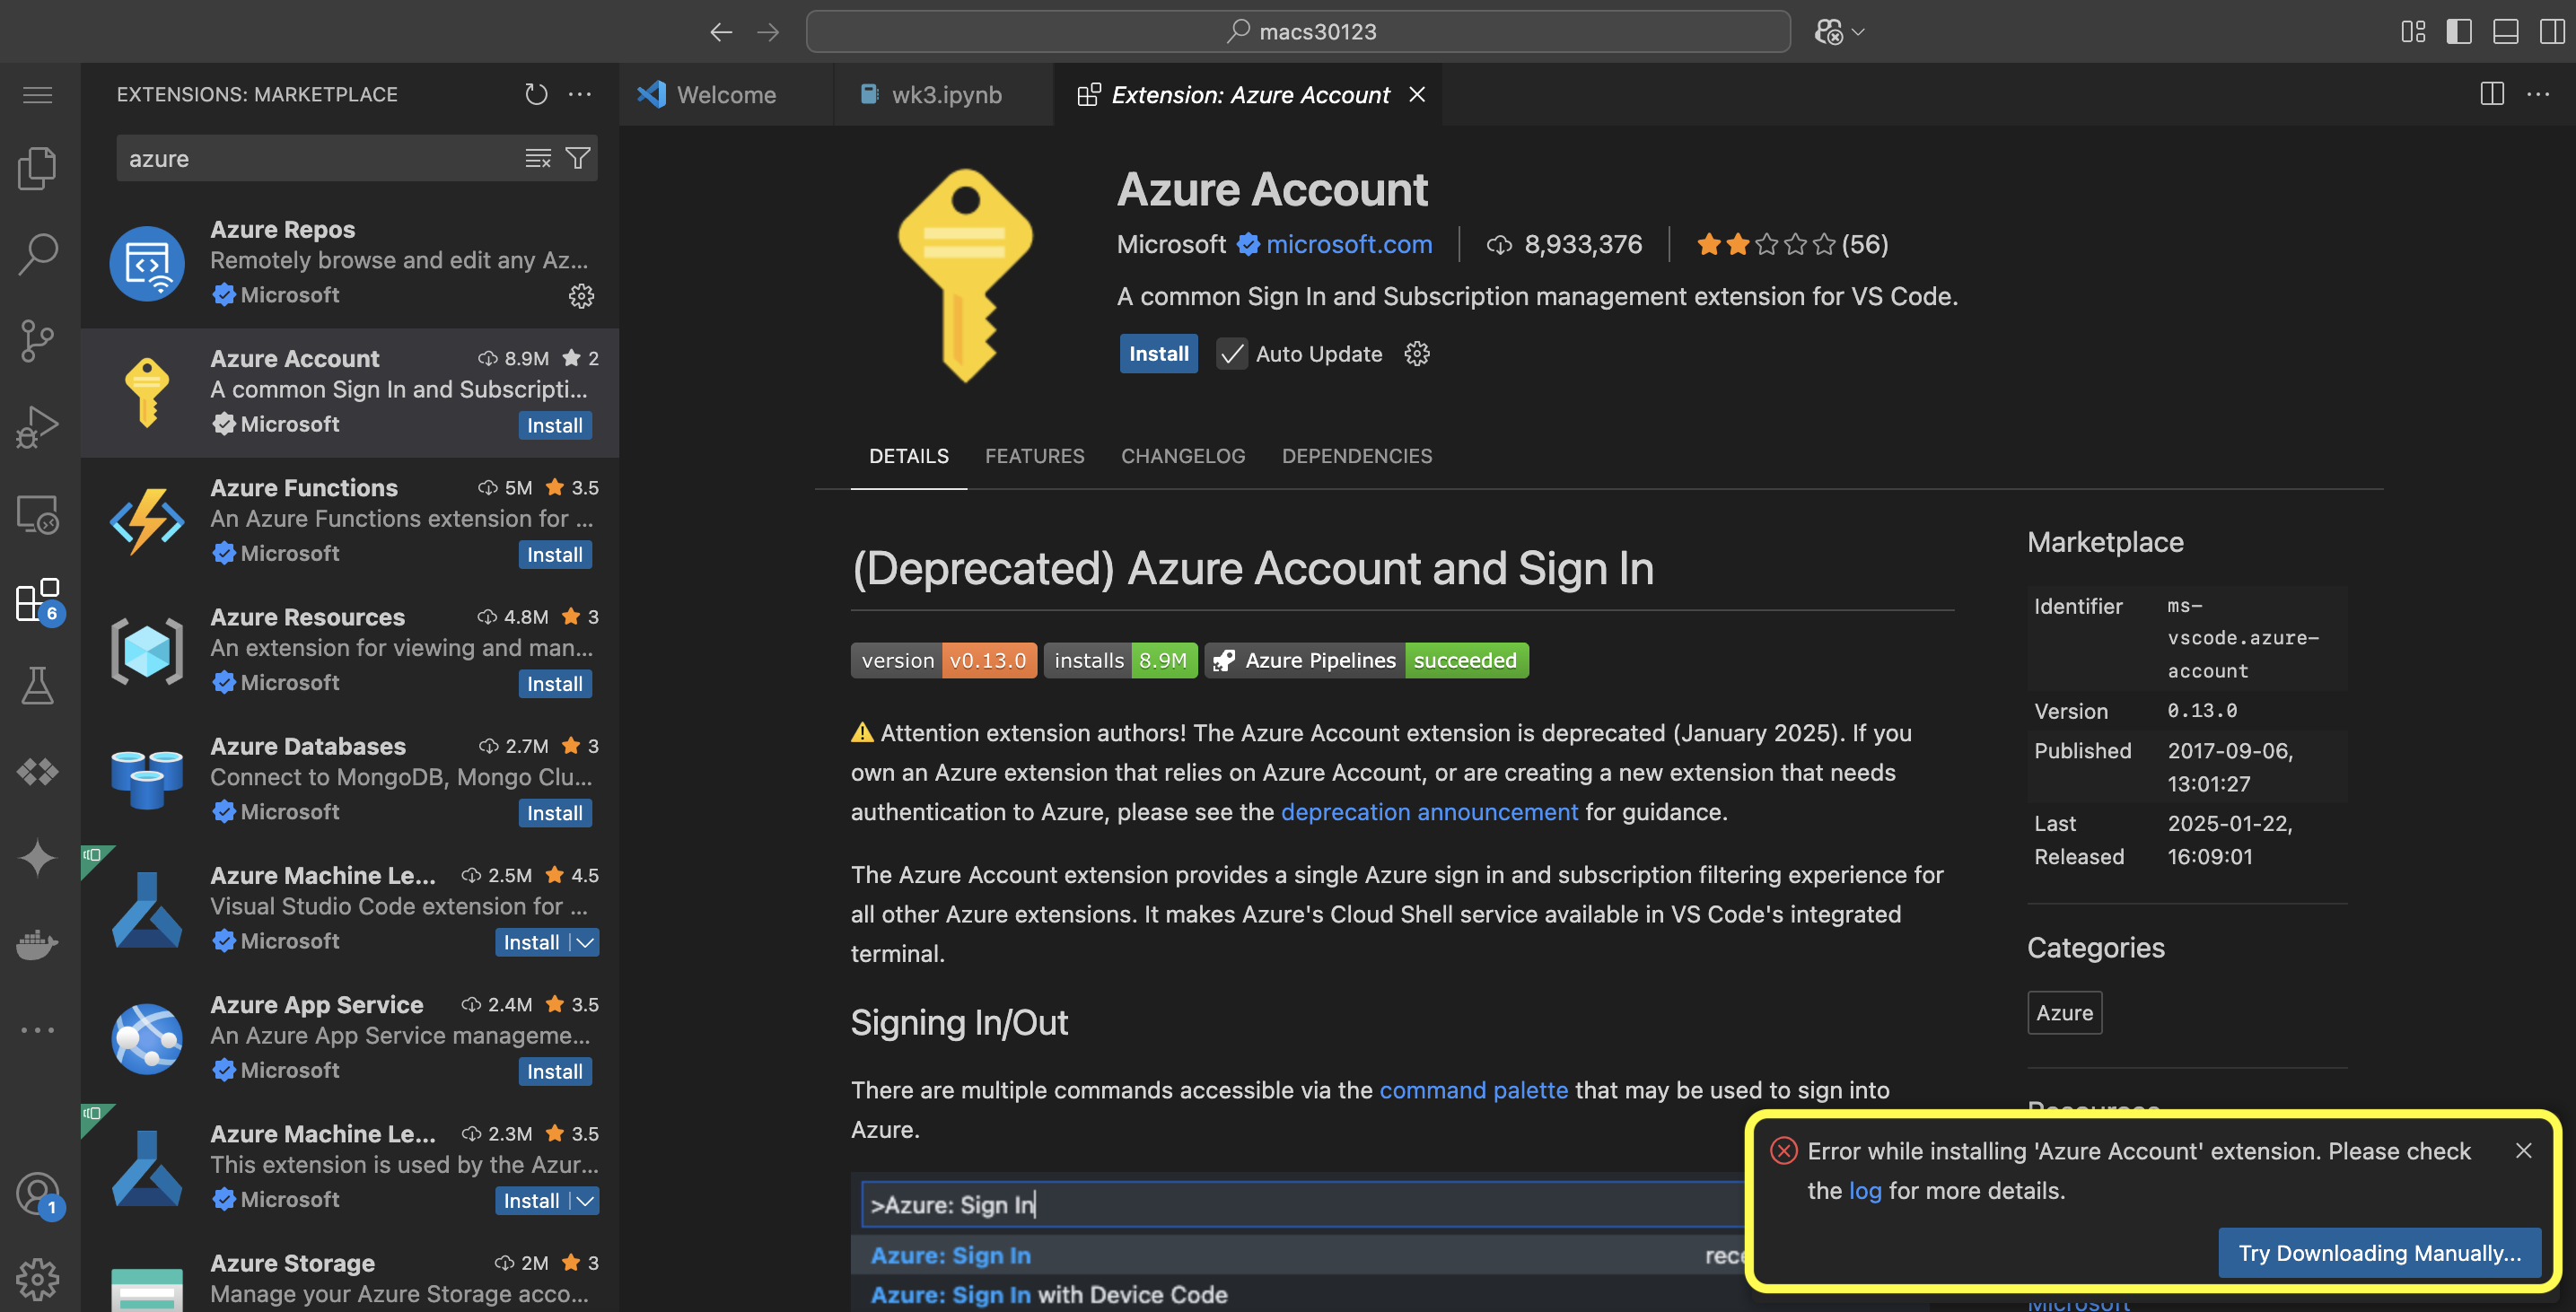 macs30123
EXTENSIONS: MARKETPLACE
azure
Azure Repos
Remotely browse and edit any Az...
Microsoft
Azure Account 8.9M 2
A common Sign In and Subscripti...
Microsoft Install
Azure Functions 5M 3.5
An Azure Functions extension for ...
Microsoft Install
Azure Resources 4.8M 3
An extension for viewing and man...
Microsoft Install
Azure Databases 2.7M 3
Connect to MongoDB, Mongo Clu...
Microsoft Install
Azure Machine Le... 2.5M 4.5
Visual Studio Code extension for ...
Microsoft Install
Azure App Service 2.4M 3.5
An Azure App Service manageme...
Microsoft Install
Azure Machine Le... 2.3M 3.5
This extension is used by the Azur...
Microsoft Install
Azure Storage 2M 3
Manage your Azure Storage acco...
6
1
Welcome
wk3.ipynb
Extension: Azure Account
Azure Account
Microsoft microsoft.com 8,933,376 (56)
A common Sign In and Subscription management extension for VS Code.
Install Auto Update
DETAILS FEATURES CHANGELOG DEPENDENCIES
(Deprecated) Azure Account and Sign In
version v0.13.0 installs 8.9M Azure Pipelines succeeded
Attention extension authors! The Azure Account extension is deprecated (January 2025). If you
own an Azure extension that relies on Azure Account, or are creating a new extension that needs
authentication to Azure, please see the deprecation announcement for guidance.
The Azure Account extension provides a single Azure sign in and subscription filtering experience for
all other Azure extensions. It makes Azure's Cloud Shell service available in VS Code's integrated
terminal.
Signing In/Out
There are multiple commands accessible via the command palette that may be used to sign into
Azure.
>Azure: Sign In
Azure: Sign In rece
Azure: Sign In with Device Code
Marketplace
Identifier ms-
vscode.azure-
account
Version 0.13.0
Published 2017-09-06,
13:01:27
Last 2025-01-22,
Released 16:09:01
Categories
Azure
Resources
Error while installing 'Azure Account' extension. Please check
the log for more details.
Try Downloading Manually...
Microsoft